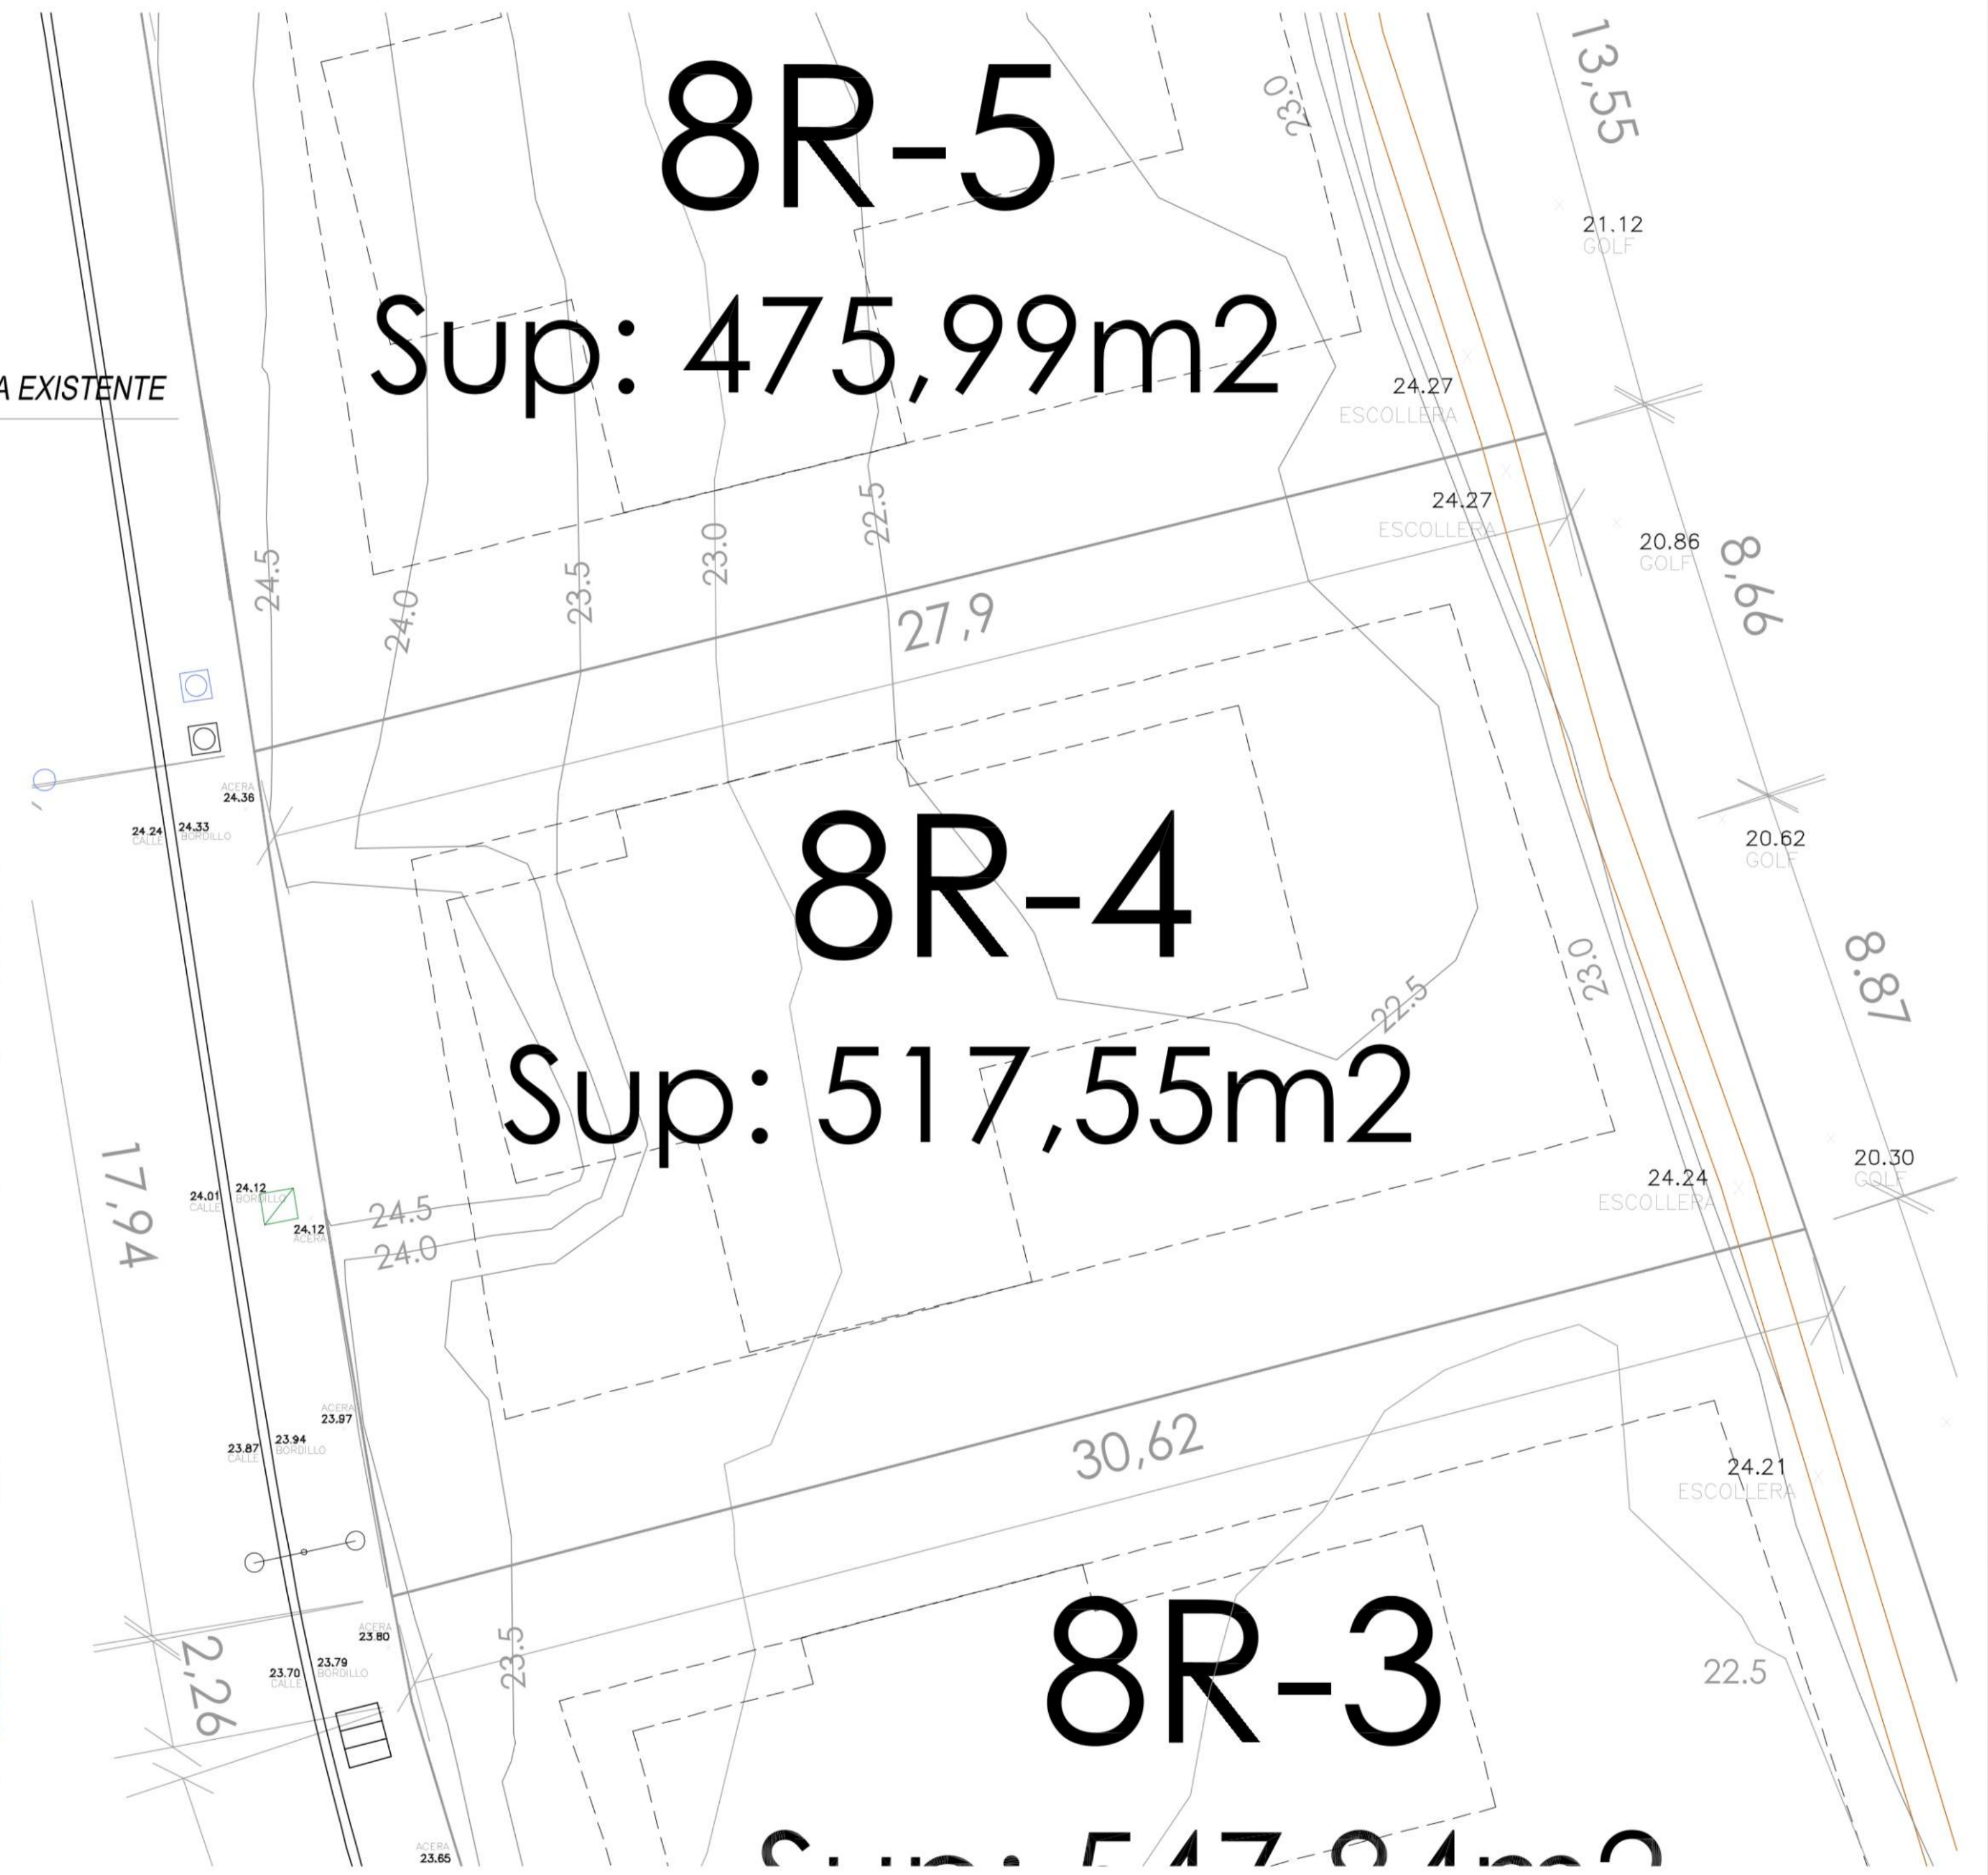 13,55
8R-5
23.0
21.12
GOLF
Sup: 475,99m2
A EXISTENTE
24.27
ESCOLLERA
24.27
ESCOLLERA
20.86
GOLF
8,66
24.5
24.0
23.5
23.0
22.5
27,9
ACERA
24.36
24.24
CALLE
24.33
BORDILLO
20.62
GOLF
8R-4
8.87
23.0
22.5
Sup: 517,55m2
17,94
24.01
CALLE
24.12
BORDILLO
24.12
ACERA
24.5
24.0
24.24
ESCOLLERA
20.30
GOLF
ACERA
23.97
23.87
CALLE
23.94
BORDILLO
30,62
24.21
ESCOLLERA
ACERA
23.80
23.70
CALLE
23.79
BORDILLO
2,26
23.5
8R-3
22.5
ACERA
23.65
Sup: 547,84m2